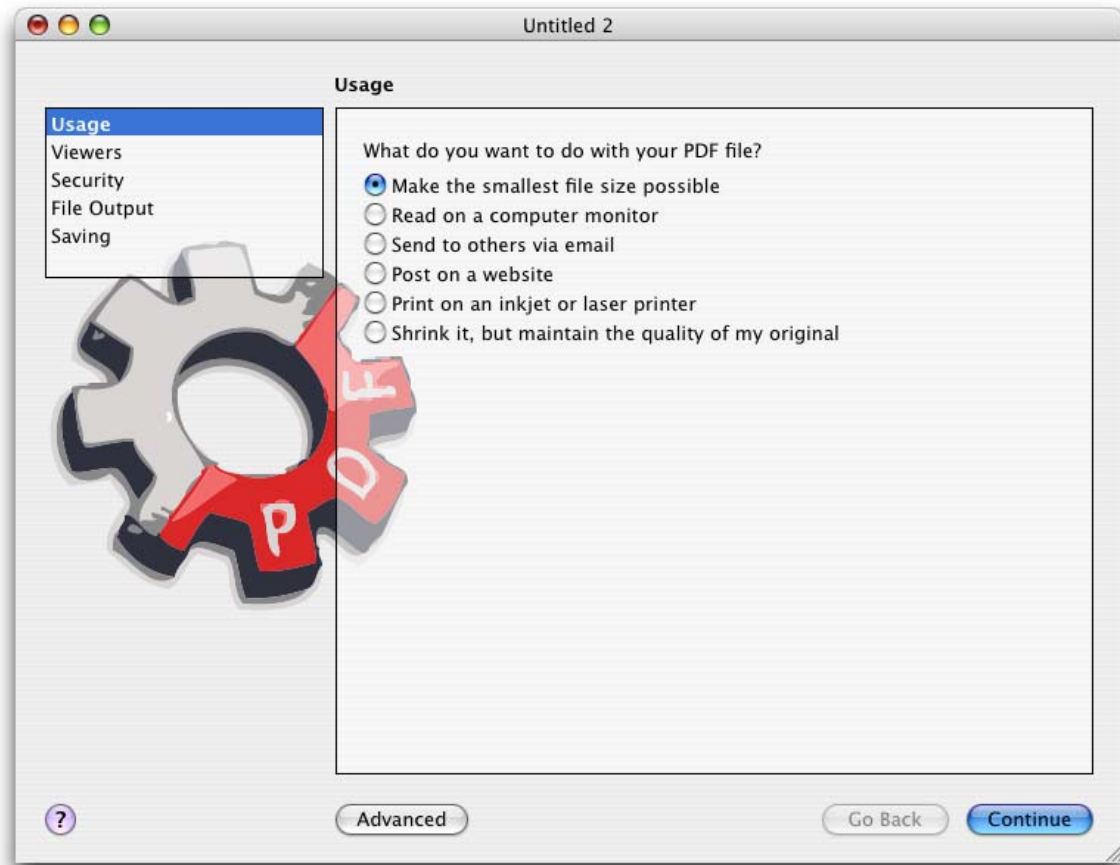 Untitled 2
Usage
Usage
Viewers
Security
File Output
Saving
What do you want to do with your PDF file?
Make the smallest file size possible
Read on a computer monitor
Send to others via email
Post on a website
Print on an inkjet or laser printer
Shrink it, but maintain the quality of my original
PDF
?
Advanced
Go Back
Continue